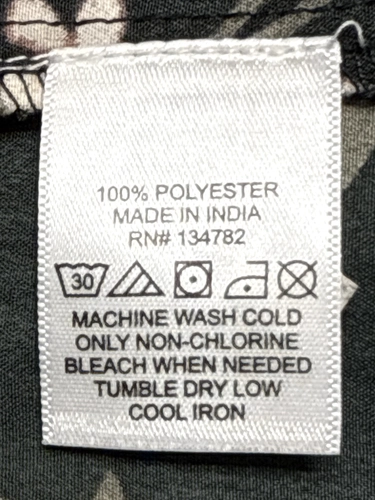 100% POLYESTER
MADE IN INDIA
RN# 134782
30
MACHINE WASH COLD
ONLY NON-CHLORINE
BLEACH WHEN NEEDED
TUMBLE DRY LOW
COOL IRON